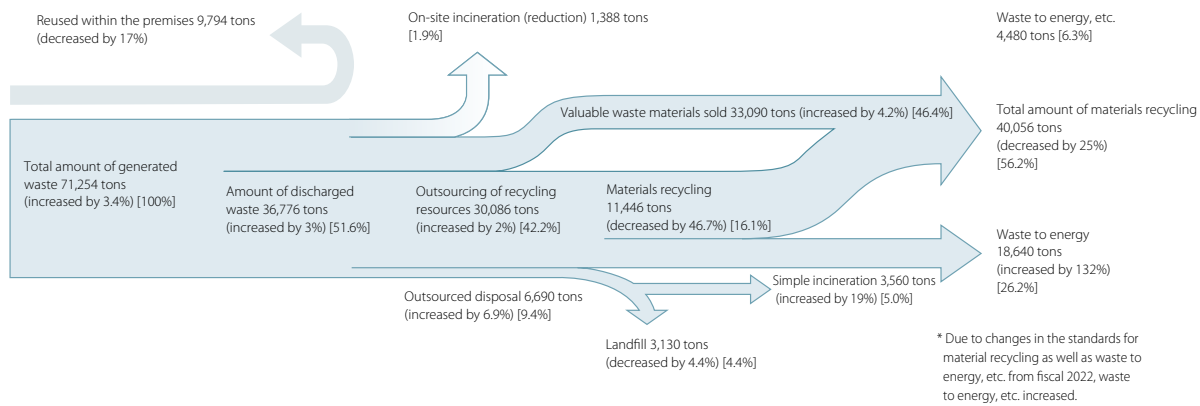 Reused within the premises 9,794 tons
(decreased by 17%)
On-site incineration (reduction) 1,388 tons
[1.9%]
Waste to energy, etc.
4,480 tons [6.3%]
Valuable waste materials sold 33,090 tons (increased by 4.2%) [46.4%]
Total amount of materials recycling
40,056 tons
(decreased by 25%)
[56.2%]
Total amount of generated
waste 71,254 tons
(increased by 3.4%) [100%]
Amount of discharged
waste 36,776 tons
(increased by 3%) [51.6%]
Outsourcing of recycling
resources 30,086 tons
(increased by 2%) [42.2%]
Materials recycling
11,446 tons
(decreased by 46.7%) [16.1%]
Waste to energy
18,640 tons
(increased by 132%)
[26.2%]
Outsourced disposal 6,690 tons
(increased by 6.9%) [9.4%]
Simple incineration 3,560 tons
(increased by 19%) [5.0%]
Landfill 3,130 tons
(decreased by 4.4%) [4.4%]
* Due to changes in the standards for
material recycling as well as waste to
energy, etc. from fiscal 2022, waste
to energy, etc. increased.